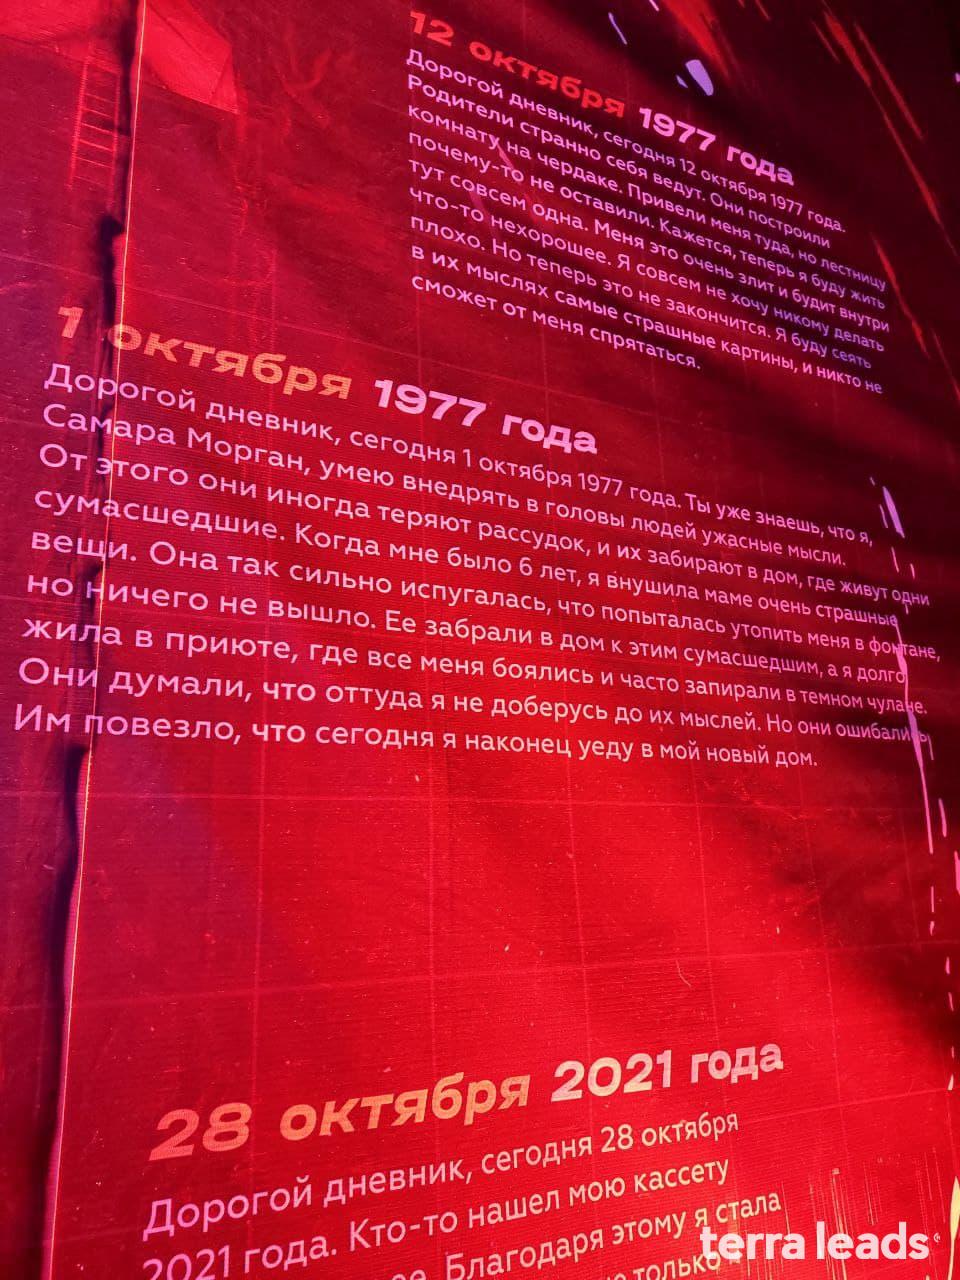 12 октября 1977 года
Дорогой дневник, сегодня 12 октября 1977 года.
Родители странно себя ведут. Они построили
комнату на чердаке. Привели меня туда, но лестницу
почему-то не оставили. Кажется, теперь я буду жить
тут совсем одна. Меня это очень злит и будит внутри
что-то нехорошее. Я совсем не хочу никому делать
плохо. Но теперь это не закончится. Я буду сеять
в их мыслях самые страшные картины, и никто не
сможет от меня спрятаться.
1 октября 1977 года
Дорогой дневник, сегодня 1 октября 1977 года. Ты уже знаешь, что я,
Самара Морган, умею внедрять в головы людей ужасные мысли.
От этого они иногда теряют рассудок, и их забирают в дом, где живут одни
сумасшедшие. Когда мне было 6 лет, я внушила маме очень страшные
вещи. Она так сильно испугалась, что попыталась утопить меня в фонтане,
но ничего не вышло. Ее забрали в дом к этим сумасшедшим, а я долго
жила в приюте, где все меня боялись и часто запирали в темном чулане.
Они думали, что оттуда я не доберусь до их мыслей. Но они ошибались.
Им повезло, что сегодня я наконец уеду в мой новый дом.
28 октября 2021 года
Дорогой дневник, сегодня 28 октября
2021 года. Кто-то нашел мою кассету
Благодаря этому я стала
только
terra leads